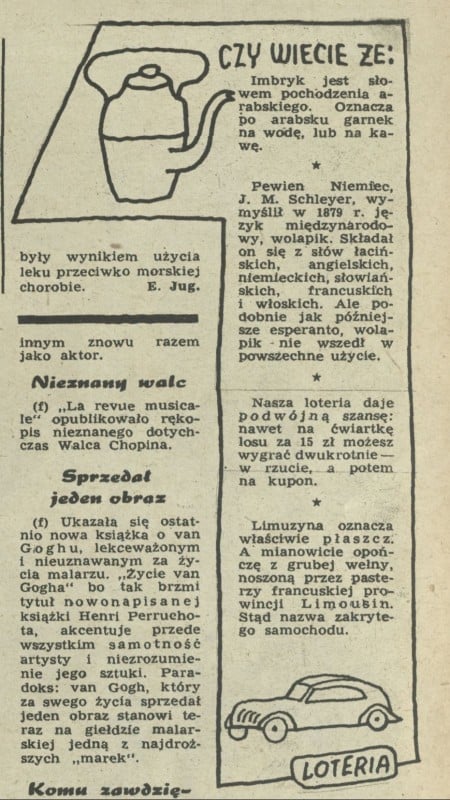 były wynikiem użycia
leku przeciwko morskiej
chorobie. E. Jug.
innym znowu razem
jako aktor.
Nieznany walc
(f) „La revue musica-
le" opublikowało ręko-
pis nieznanego dotych-
czas Walca Chopina.
Sprzedał
jeden obraz
(f) Ukazała się ostat-
nio nowa książka o van
Goghu, lekceważonym
i nieuznawanym za ży-
cia malarzu. „Życie van
Gogha" bo tak brzmi
tytuł nowonapisanej
książki Henri Perrucho-
ta, akcentuje przede
wszystkim samotność
artysty i niezrozumie-
nie jego sztuki. Para-
doks: van Gogh, który
za swego życia sprzedał
jeden obraz stanowi te-
raz na giełdzie malar-
skiej jedną z najdroż-
szych „marek".
Komu zawdzię-
CZY WIECIE ŻE:
Imbryk jest sło-
wem pochodzenia a-
rabskiego. Oznacza
po arabsku garnek
na wodę, lub na ka-
wę.
★
Pewien Niemiec,
J. M. Schleyer, wy-
myślił w 1879 r. ję-
zyk międzynarodo-
wy, wolapik. Składał
on się z słów łaciń-
skich, angielskich,
niemieckich, słowiań-
skich, francuskich
i włoskich. Ale po-
dobnie jak później-
sze esperanto, wola-
pik nie wszedł w
powszechne użycie.
★
Nasza loteria daje
podwójną szansę:
nawet na ćwiartkę
losu za 15 zł możesz
wygrać dwukrotnie —
w rzucie, a potem
na kupon.
★
Limuzyna oznacza
właściwie płaszcz.
A mianowicie opoń-
czę z grubej wełny,
noszoną przez paste-
rzy francuskiej pro-
wincji Limousin.
Stąd nazwa zakryte-
go samochodu.
LOTERIA